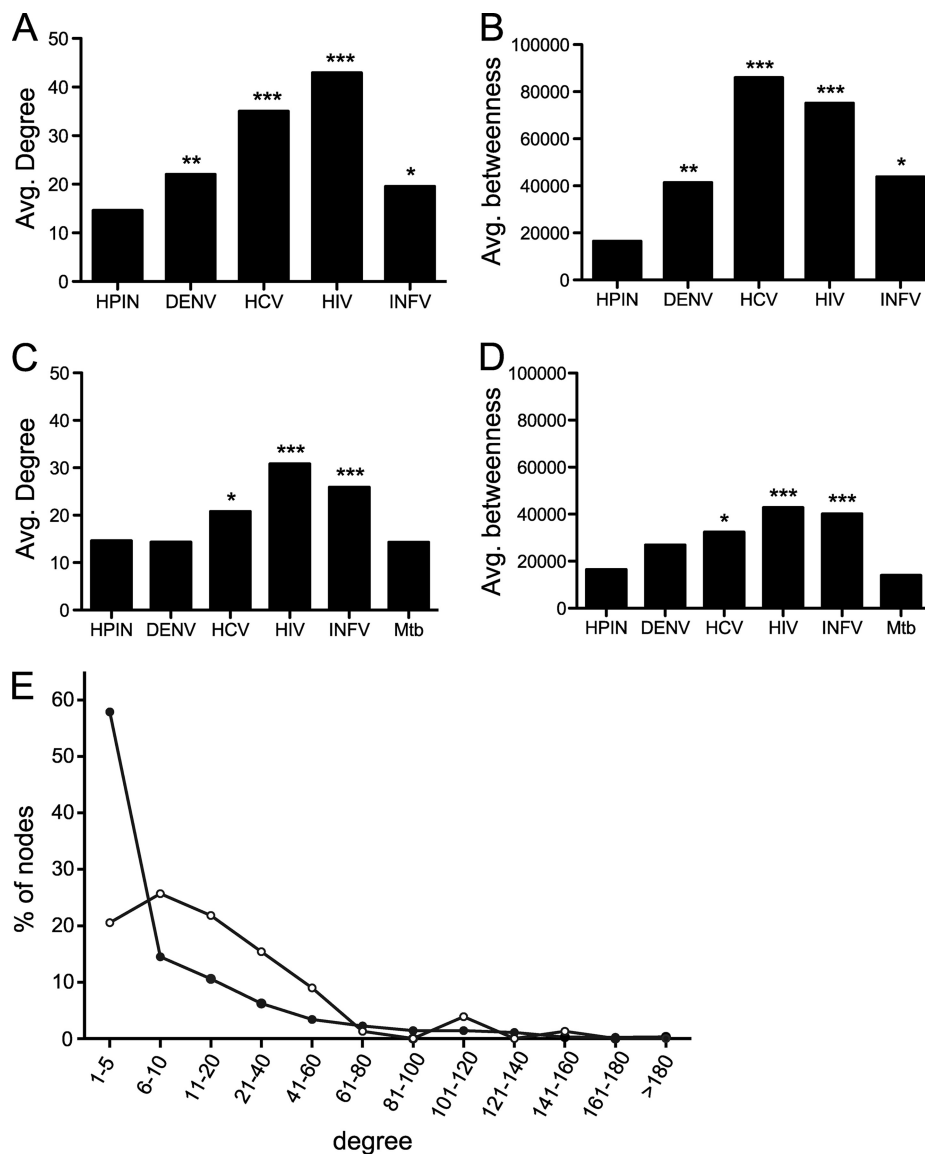 A
Avg. Degree
50
40
30
20
10
0
** *** *** *
HPIN DENV HCV HIV INFV
B
Avg. betweenness
100000
80000
60000
40000
20000
0
** *** *** *
HPIN DENV HCV HIV INFV
C
Avg. Degree
50
40
30
20
10
0
* *** ***
HPIN DENV HCV HIV INFV Mtb
D
Avg. betweenness
100000
80000
60000
40000
20000
0
* *** ***
HPIN DENV HCV HIV INFV Mtb
E
% of nodes
60
50
40
30
20
10
0
1-5 6-10 11-20 21-40 41-60 61-80 81-100 101-120 121-140 141-160 161-180 >180
degree